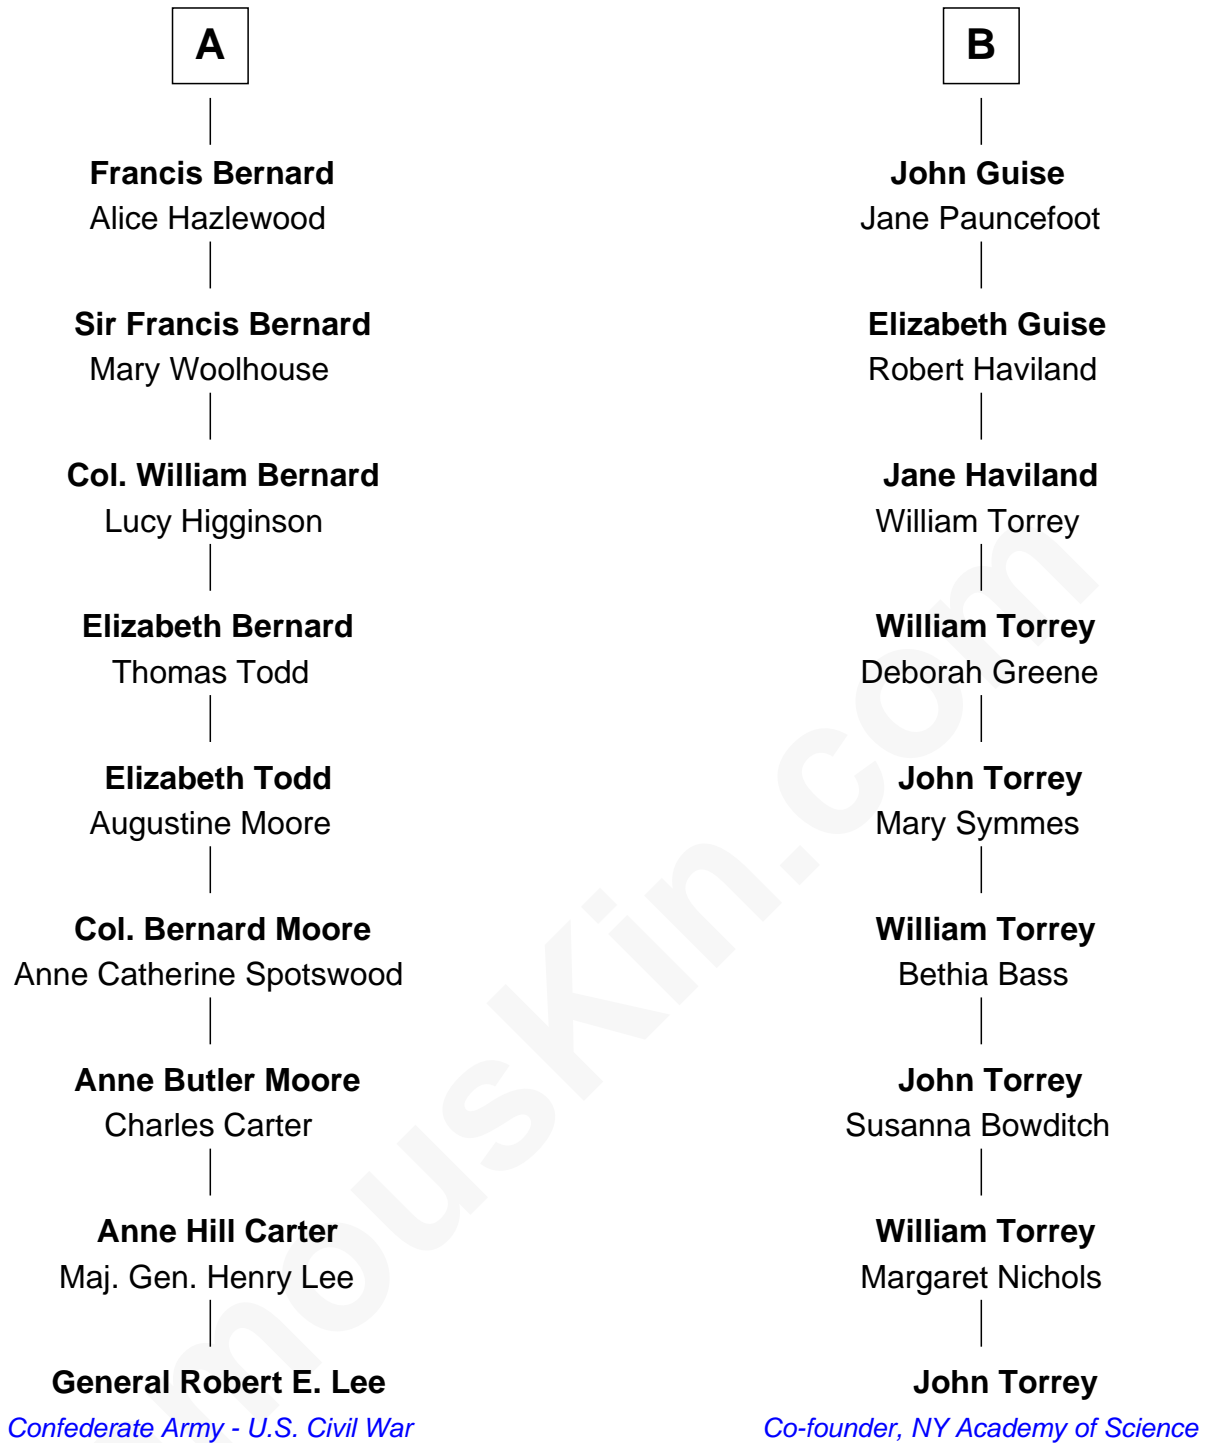 A
Francis Bernard
Alice Hazlewood
Sir Francis Bernard
Mary Woolhouse
Col. William Bernard
Lucy Higginson
Elizabeth Bernard
Thomas Todd
Elizabeth Todd
Augustine Moore
Col. Bernard Moore
Anne Catherine Spotswood
Anne Butler Moore
Charles Carter
Anne Hill Carter
Maj. Gen. Henry Lee
General Robert E. Lee
Confederate Army - U.S. Civil War
B
John Guise
Jane Pauncefoot
Elizabeth Guise
Robert Haviland
Jane Haviland
William Torrey
William Torrey
Deborah Greene
John Torrey
Mary Symmes
William Torrey
Bethia Bass
John Torrey
Susanna Bowditch
William Torrey
Margaret Nichols
John Torrey
Co-founder, NY Academy of Science
mouskin.com